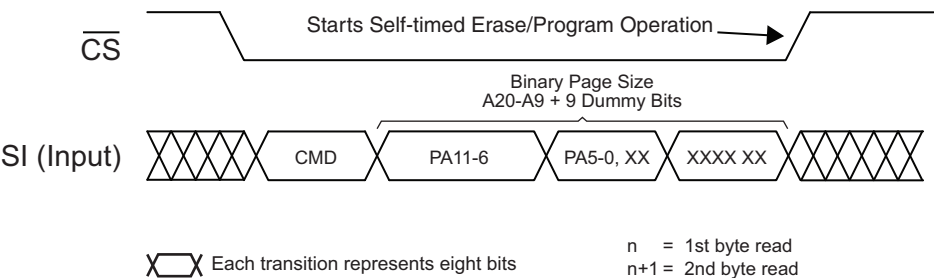 Starts Self-timed Erase/Program Operation
CS
Binary Page Size
A20-A9 + 9 Dummy Bits
SI (Input)
CMD
PA11-6
PA5-0, XX
XXXX XX
Each transition represents eight bits
n = 1st byte read
n+1 = 2nd byte read